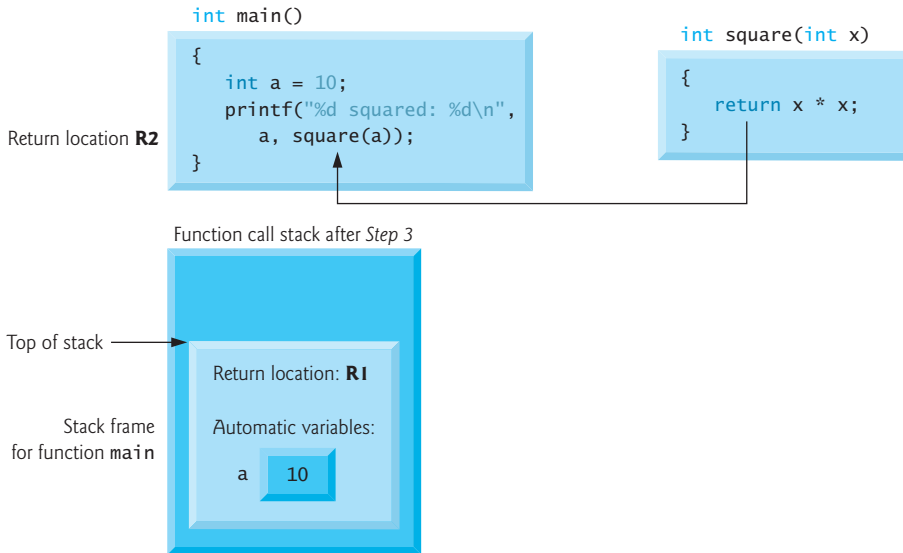 int main()
{
int a = 10;
printf("%d squared: %d\n",
a, square(a));
}
Return location R2
int square(int x)
{
return x * x;
}
Function call stack after Step 3
Top of stack
Return location: R1
Automatic variables:
a 10
Stack frame
for function main